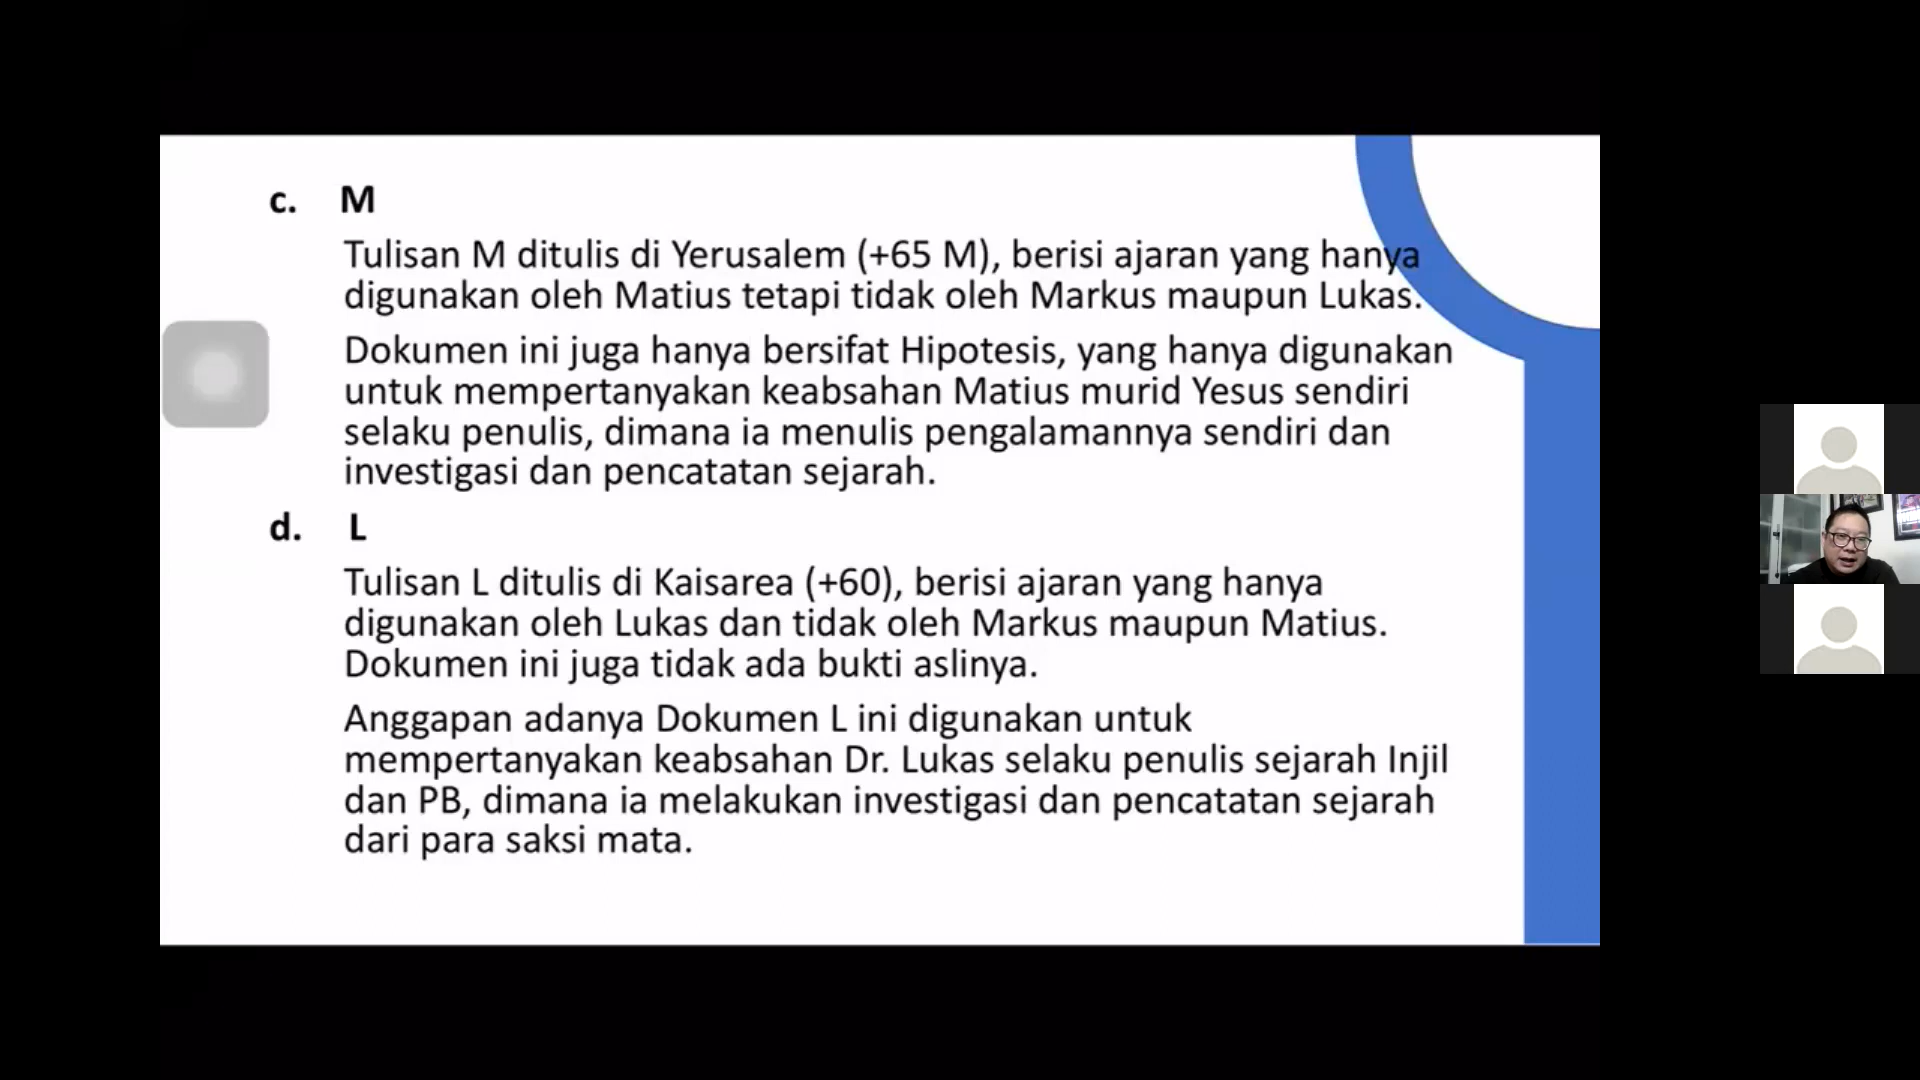 c. M
Tulisan M ditulis di Yerusalem (+65 M), berisi ajaran yang hanya
digunakan oleh Matius tetapi tidak oleh Markus maupun Lukas.
Dokumen ini juga hanya bersifat Hipotesis, yang hanya digunakan
untuk mempertanyakan keabsahan Matius murid Yesus sendiri
selaku penulis, dimana ia menulis pengalamannya sendiri dan
investigasi dan pencatatan sejarah.
d. L
Tulisan L ditulis di Kaisarea (+60), berisi ajaran yang hanya
digunakan oleh Lukas dan tidak oleh Markus maupun Matius.
Dokumen ini juga tidak ada bukti aslinya.
Anggapan adanya Dokumen L ini digunakan untuk
mempertanyakan keabsahan Dr. Lukas selaku penulis sejarah Injil
dan PB, dimana ia melakukan investigasi dan pencatatan sejarah
dari para saksi mata.